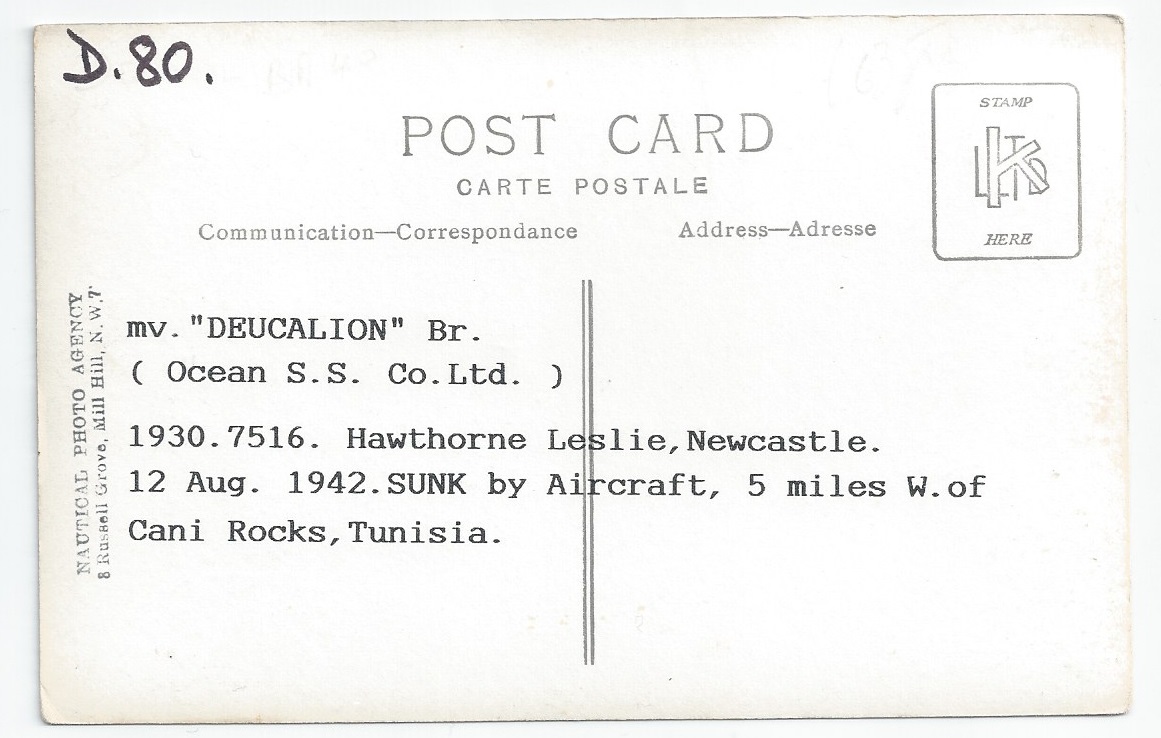 D.80.
POST CARD
CARTE POSTALE
Communication—Correspondance
Address—Adresse
STAMP
K LTD
HERE
NAUTICAL PHOTO AGENCY
8 Russell Grove, Mill Hill, N.W.7
mv."DEUCALION" Br.
( Ocean S.S. Co.Ltd. )
1930.7516. Hawthorne Leslie,Newcastle.
12 Aug. 1942.SUNK by Aircraft, 5 miles W.of
Cani Rocks,Tunisia.